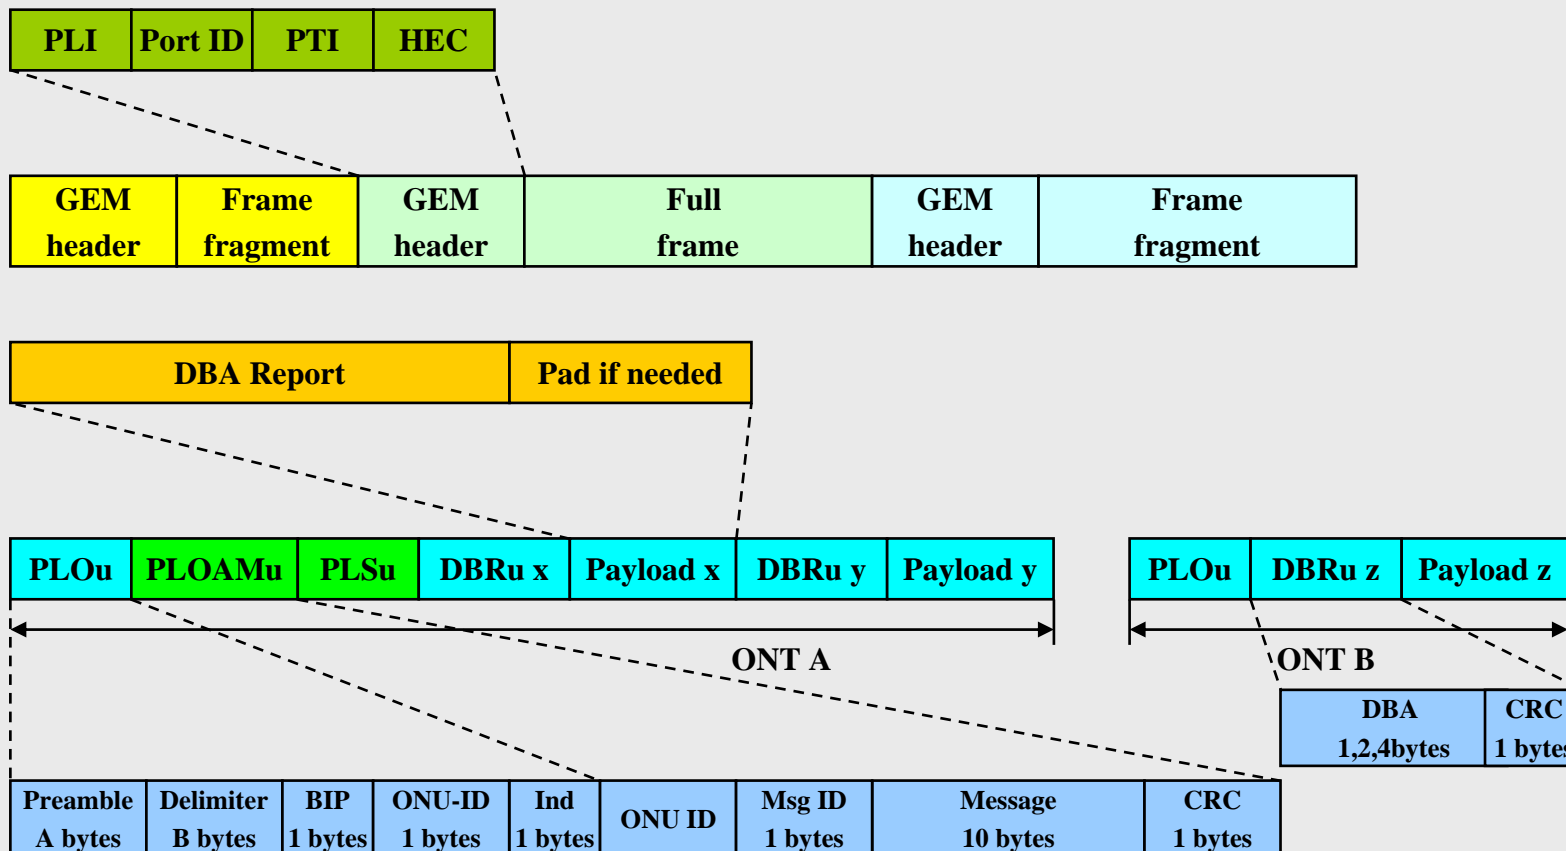 PLI Port ID PTI HEC
GEM header Frame fragment GEM header Full frame GEM header Frame fragment
DBA Report Pad if needed
PLOu PLOAMu PLSu DBRu x Payload x DBRu y Payload y PLOu DBRu z Payload z
ONT A ONT B
DBA 1,2,4bytes CRC 1 bytes
Preamble A bytes Delimiter B bytes BIP 1 bytes ONU-ID 1 bytes Ind 1 bytes ONU ID Msg ID 1 bytes Message 10 bytes CRC 1 bytes